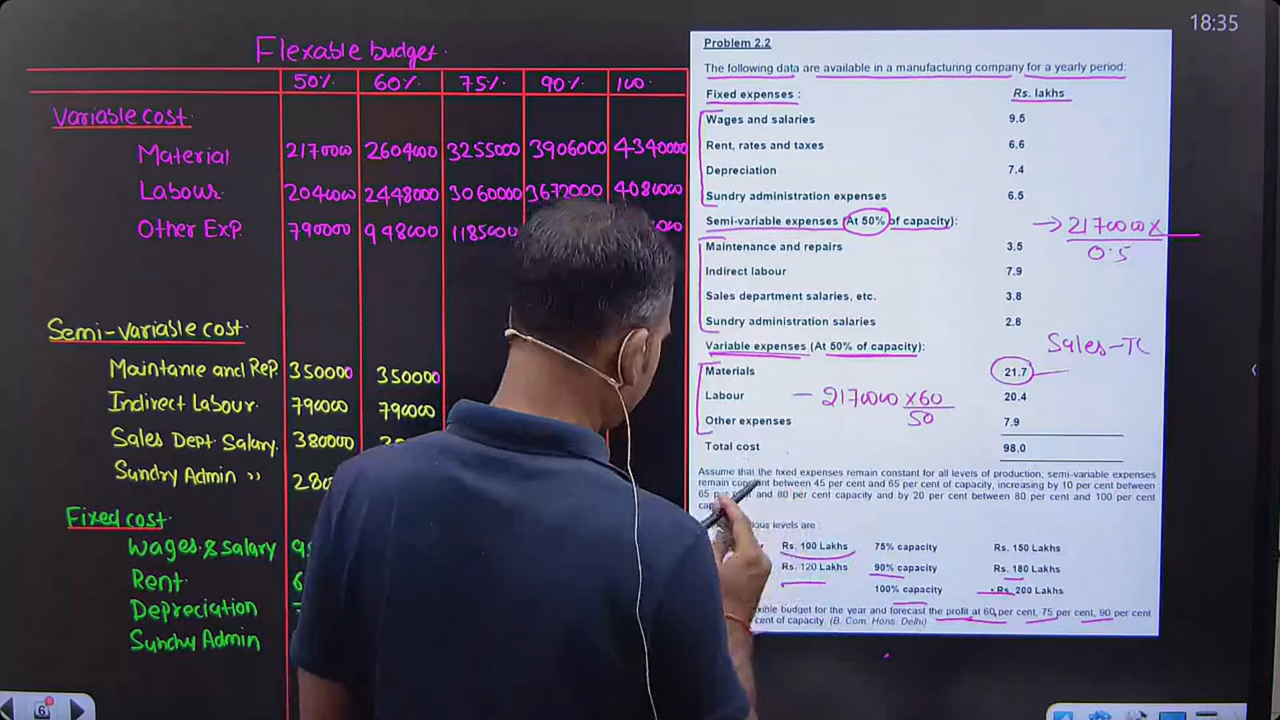 18:35
Flexable budget.
50% 60% 75% 90% 100.
Variable cost.
Material 2170000 2604000 3255000 3906000 4340000
Labour. 2040000 2448000 3060000 3672000 4080000
Other Exp. 790000 948000 1185000
Semi-variable cost.
Maintance and Rep. 350000 350000
Indirect Labour. 790000 790000
Sales Dept Salary. 380000
Sundry Admin ,,
Fixed cost.
Wages & salary
Rent.
Depreciation
Sundry Admin
Problem 2.2
The following data are available in a manufacturing company for a yearly period:
Fixed expenses : Rs. lakhs
Wages and salaries 9.5
Rent, rates and taxes 6.6
Depreciation 7.4
Sundry administration expenses 6.5
Semi-variable expenses (At 50% of capacity):
→ 2170000 ×
0.5
Maintenance and repairs 3.5
Indirect labour 7.9
Sales department salaries, etc. 3.8
Sundry administration salaries 2.8
Variable expenses (At 50% of capacity):
Sales-TC
Materials 21.7
Labour 20.4
— 2170000 × 60
50
Other expenses 7.9
Total cost 98.0
Assume that the fixed expenses remain constant for all levels of production; semi-variable expenses
remain constant between 45 per cent and 65 per cent of capacity, increasing by 10 per cent between
65 per and 80 per cent capacity and by 20 per cent between 80 per cent and 100 per cent
levels are :
Rs. 100 Lakhs 75% capacity Rs. 150 Lakhs
Rs. 120 Lakhs 90% capacity Rs. 180 Lakhs
100% capacity Rs. 200 Lakhs
budget for the year and forecast the profit at 60 per cent, 75 per cent, 90 per cent
cent of capacity. (B. Com. Hons. Delhi)
6